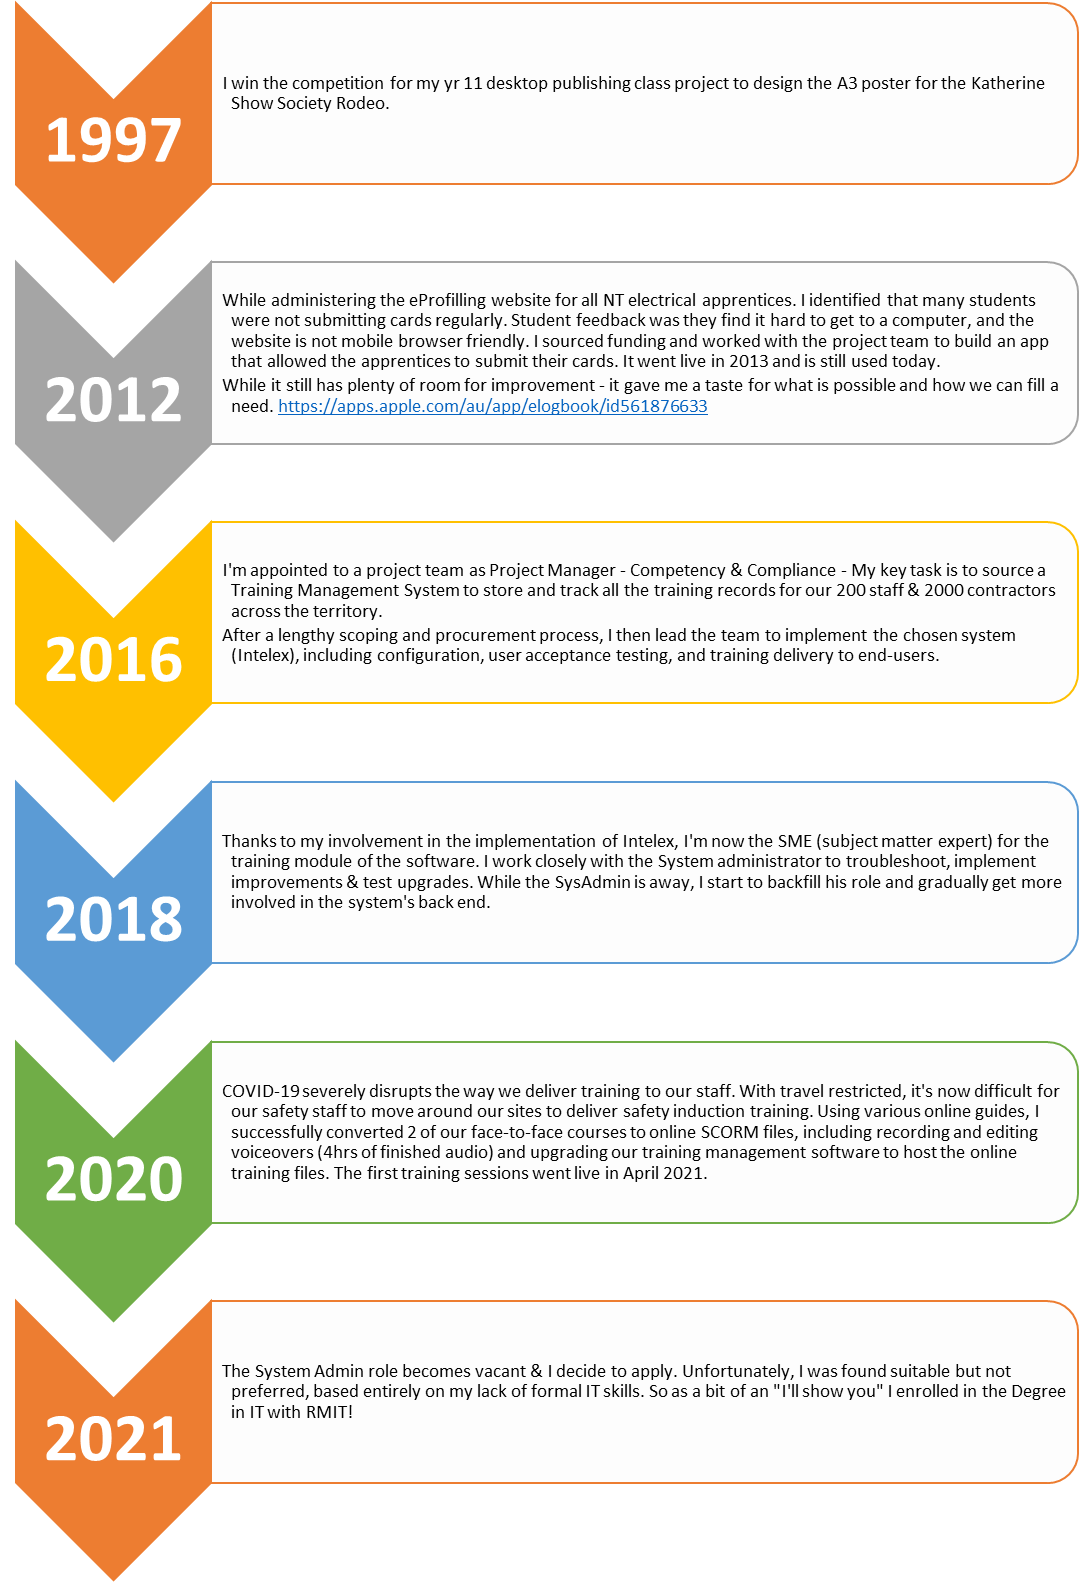 1997
I win the competition for my yr 11 desktop publishing class project to design the A3 poster for the Katherine
Show Society Rodeo.
2012
While administering the eProfilling website for all NT electrical apprentices. I identified that many students
were not submitting cards regularly. Student feedback was they find it hard to get to a computer, and the
website is not mobile browser friendly. I sourced funding and worked with the project team to build an app
that allowed the apprentices to submit their cards. It went live in 2013 and is still used today.
While it still has plenty of room for improvement - it gave me a taste for what is possible and how we can fill a
need. https://apps.apple.com/au/app/elogbook/id561876633
2016
I'm appointed to a project team as Project Manager - Competency & Compliance - My key task is to source a
Training Management System to store and track all the training records for our 200 staff & 2000 contractors
across the territory.
After a lengthy scoping and procurement process, I then lead the team to implement the chosen system
(Intelex), including configuration, user acceptance testing, and training delivery to end-users.
2018
Thanks to my involvement in the implementation of Intelex, I'm now the SME (subject matter expert) for the
training module of the software. I work closely with the System administrator to troubleshoot, implement
improvements & test upgrades. While the SysAdmin is away, I start to backfill his role and gradually get more
involved in the system's back end.
2020
COVID-19 severely disrupts the way we deliver training to our staff. With travel restricted, it's now difficult for
our safety staff to move around our sites to deliver safety induction training. Using various online guides, I
successfully converted 2 of our face-to-face courses to online SCORM files, including recording and editing
voiceovers (4hrs of finished audio) and upgrading our training management software to host the online
training files. The first training sessions went live in April 2021.
2021
The System Admin role becomes vacant & I decide to apply. Unfortunately, I was found suitable but not
preferred, based entirely on my lack of formal IT skills. So as a bit of an "I'll show you" I enrolled in the Degree
in IT with RMIT!